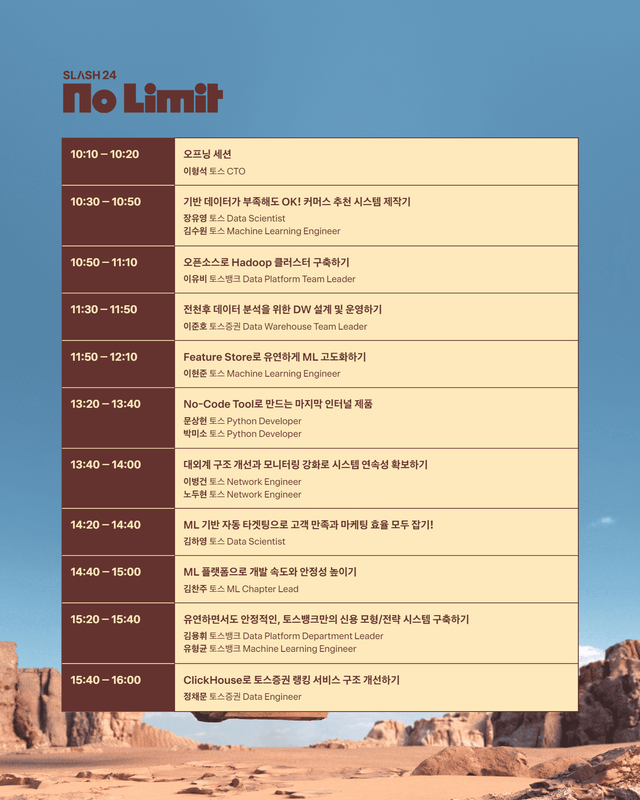 SLASH 24
No Limit
10:10 – 10:20
오프닝 세션
이형석 토스 CTO
10:30 – 10:50
기반 데이터가 부족해도 OK! 커머스 추천 시스템 제작기
장유영 토스 Data Scientist
김수원 토스 Machine Learning Engineer
10:50 – 11:10
오픈소스로 Hadoop 클러스터 구축하기
이유비 토스뱅크 Data Platform Team Leader
11:30 – 11:50
전천후 데이터 분석을 위한 DW 설계 및 운영하기
이준호 토스증권 Data Warehouse Team Leader
11:50 – 12:10
Feature Store로 유연하게 ML 고도화하기
이현준 토스 Machine Learning Engineer
13:20 – 13:40
No-Code Tool로 만드는 마지막 인터널 제품
문상현 토스 Python Developer
박미소 토스 Python Developer
13:40 – 14:00
대외계 구조 개선과 모니터링 강화로 시스템 연속성 확보하기
이병건 토스 Network Engineer
노두현 토스 Network Engineer
14:20 – 14:40
ML 기반 자동 타겟팅으로 고객 만족과 마케팅 효율 모두 잡기!
김하영 토스 Data Scientist
14:40 – 15:00
ML 플랫폼으로 개발 속도와 안정성 높이기
김찬주 토스 ML Chapter Lead
15:20 – 15:40
유연하면서도 안정적인, 토스뱅크만의 신용 모형/전략 시스템 구축하기
김용휘 토스뱅크 Data Platform Department Leader
유형균 토스뱅크 Machine Learning Engineer
15:40 – 16:00
ClickHouse로 토스증권 랭킹 서비스 구조 개선하기
정채문 토스증권 Data Engineer